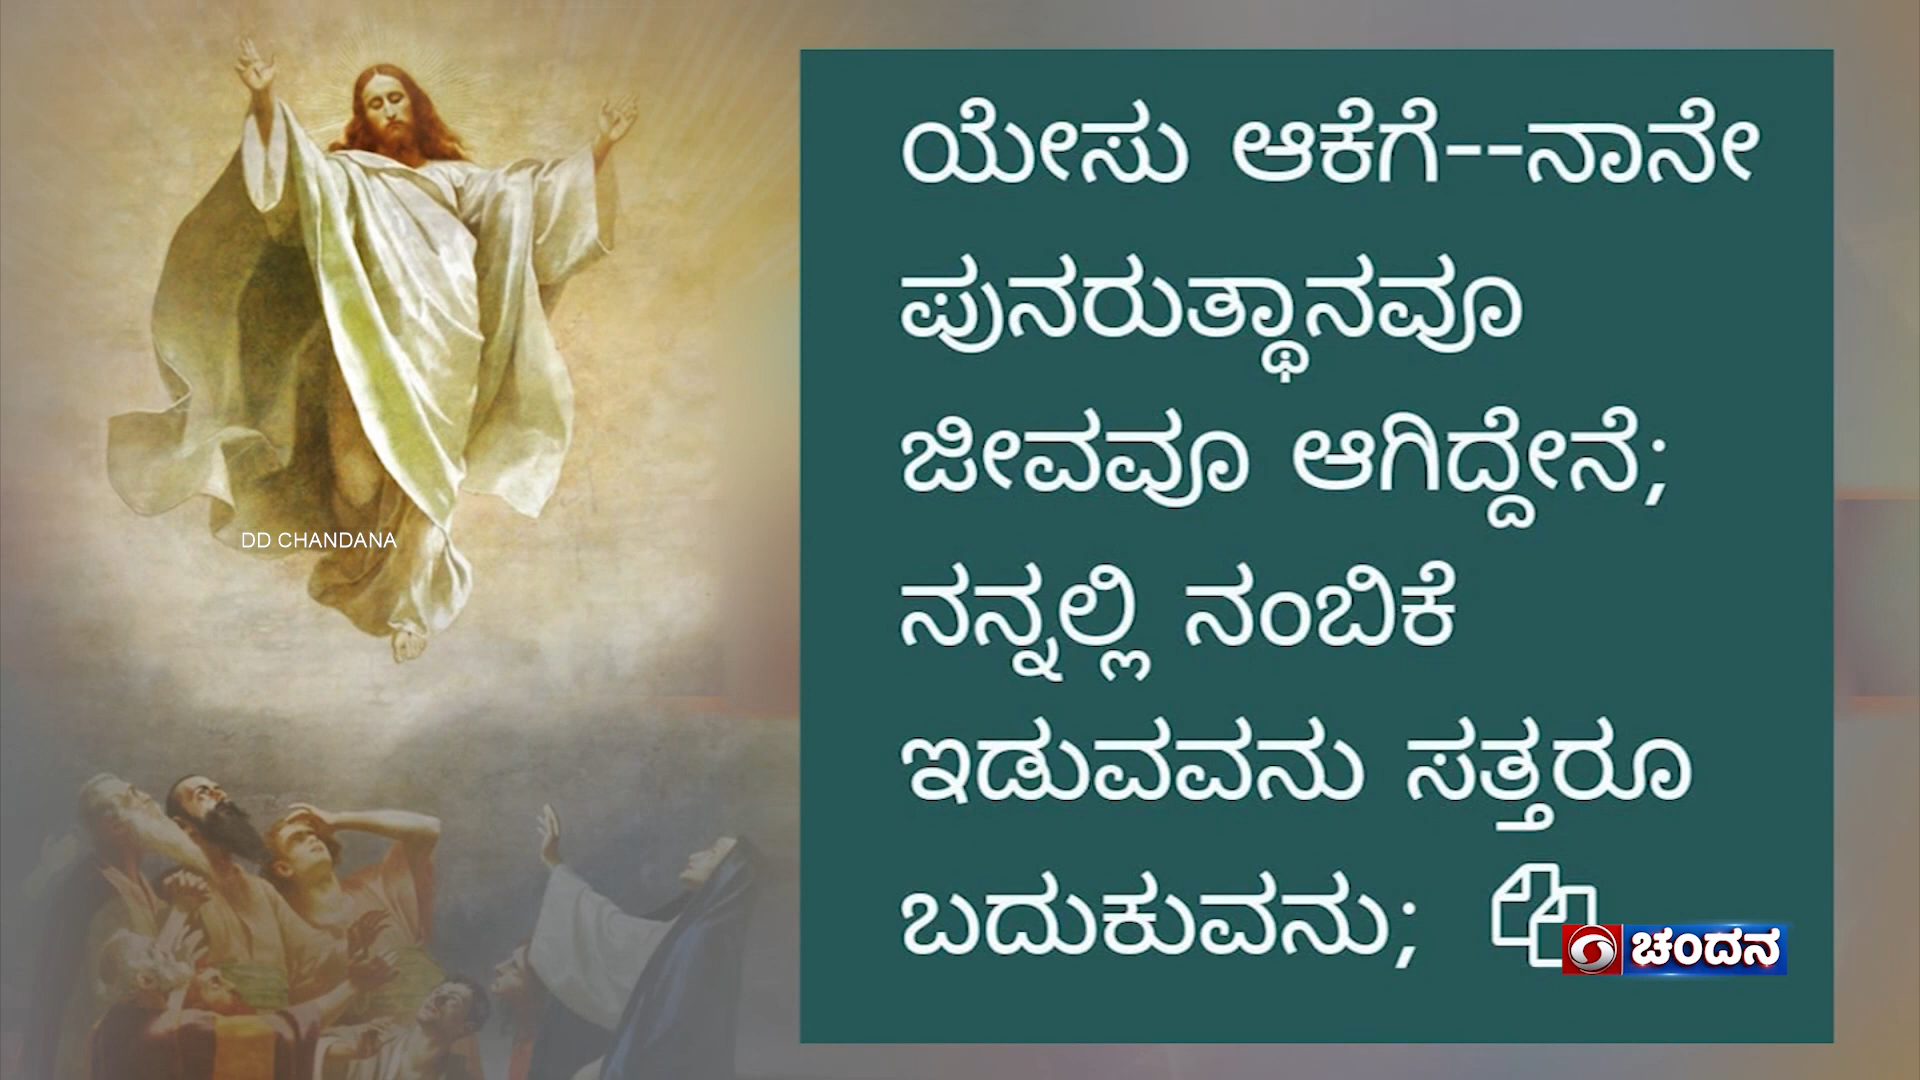 ಯೇಸು ಆಕೆಗೆ--ನಾನೇ
ಪುನರುತ್ಥಾನವೂ
ಜೀವವೂ ಆಗಿದ್ದೇನೆ;
ನನ್ನಲ್ಲಿ ನಂಬಿಕೆ
ಇಡುವವನು ಸತ್ತರೂ
ಬದುಕುವನು;
DD CHANDANA
ಚಂದನ